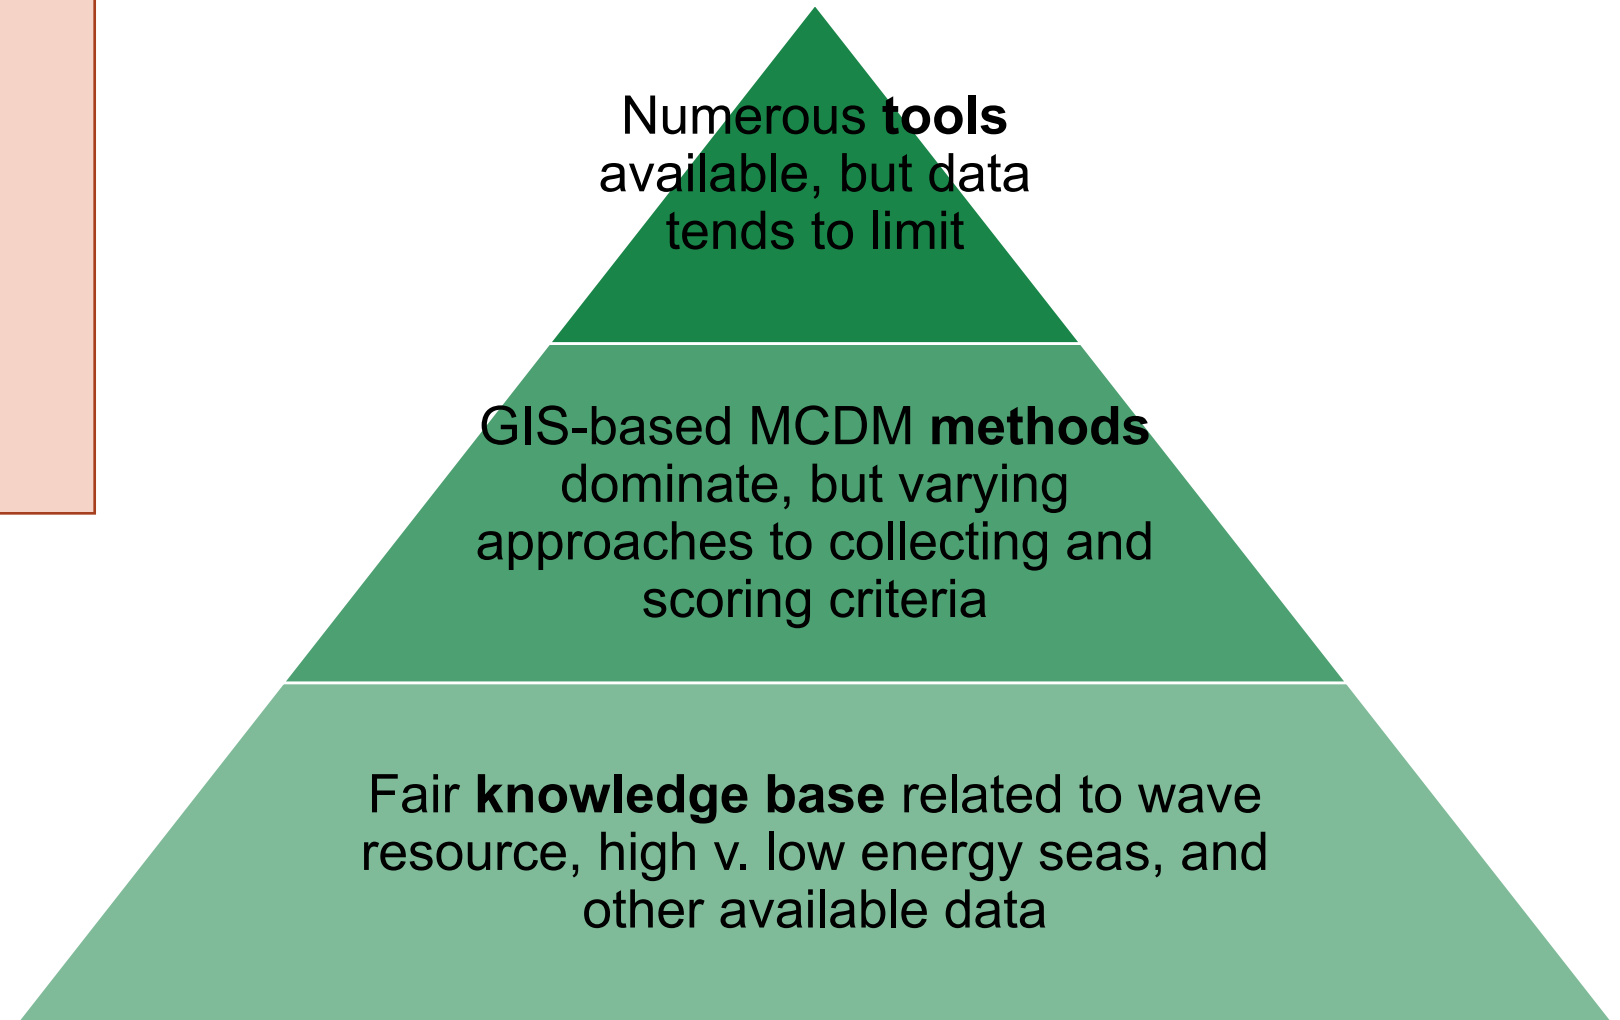 Numerous tools
available, but data
tends to limit
GIS-based MCDM methods
dominate, but varying
approaches to collecting and
scoring criteria
Fair knowledge base related to wave
resource, high v. low energy seas, and
other available data